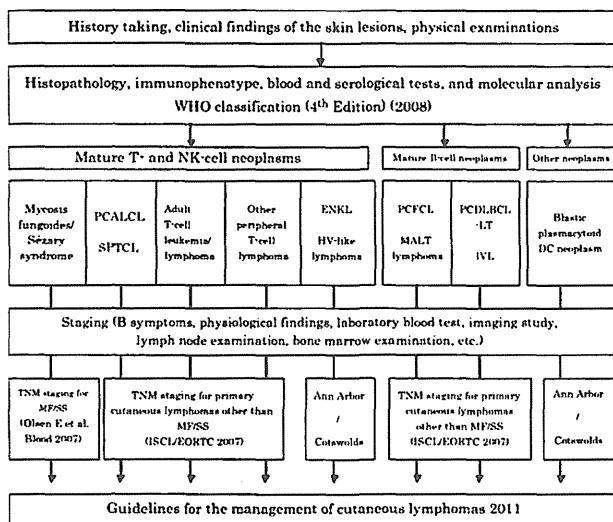 History taking, clinical findings of the skin lesions, physical examinations
Histopathology, immunophenotype, blood and serological tests, and molecular analysis
WHO classification (4th Edition) (2008)
Mature T- and NK-cell neoplasms
Mature B-cell neoplasms
Other neoplasms
Mycosis
fungoides/
Sézary
syndrome
PCALCL
SPTCL
Adult
T-cell
leukemia/
lymphoma
Other
peripheral
T-cell
lymphoma
ENKL
HV-like
lymphoma
PCFCL
MALT
lymphoma
PCDLBCL
-LT
IVL
Blastic
plasmacytoid
DC neoplasm
Staging (B symptoms, physiological findings, laboratory blood test, imaging study,
lymph node examination, bone marrow examination, etc.)
TNM staging for
MF/SS
(Olsen E et al.
Blood 2007)
TNM staging for primary
cutaneous lymphomas other than
MF/SS
(ISCL/EORTC 2007)
Ann Arbor
/
Cotswolds
TNM staging for primary
cutaneous lymphomas
other than MF/SS
(ISCL/EORTC 2007)
Ann Arbor
/
Cotswolds
Guidelines for the management of cutaneous lymphomas 2011